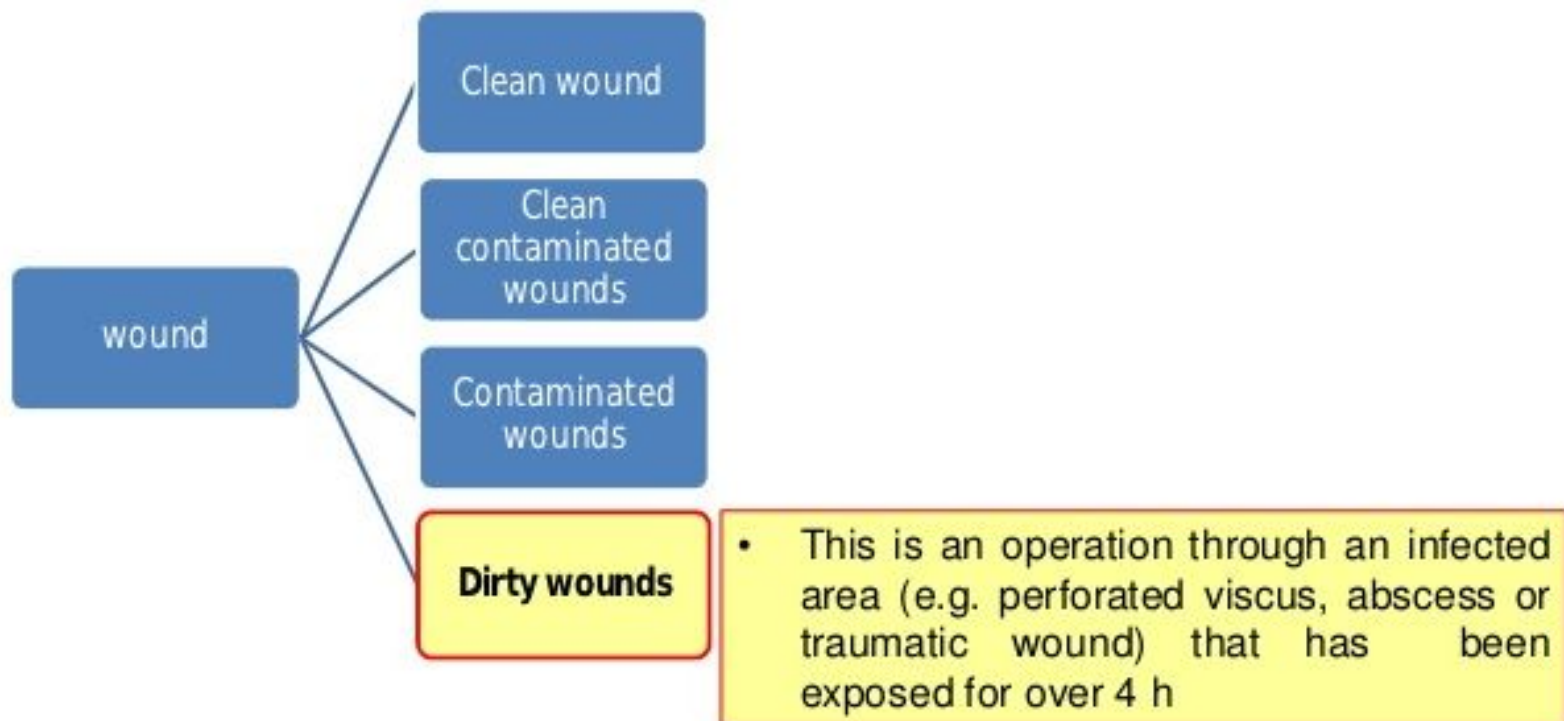 Clean wound
Clean
contaminated
wounds
wound
Contaminated
wounds
Dirty wounds
• This is an operation through an infected
area (e.g. perforated viscus, abscess or
traumatic wound) that has been
exposed for over 4 h